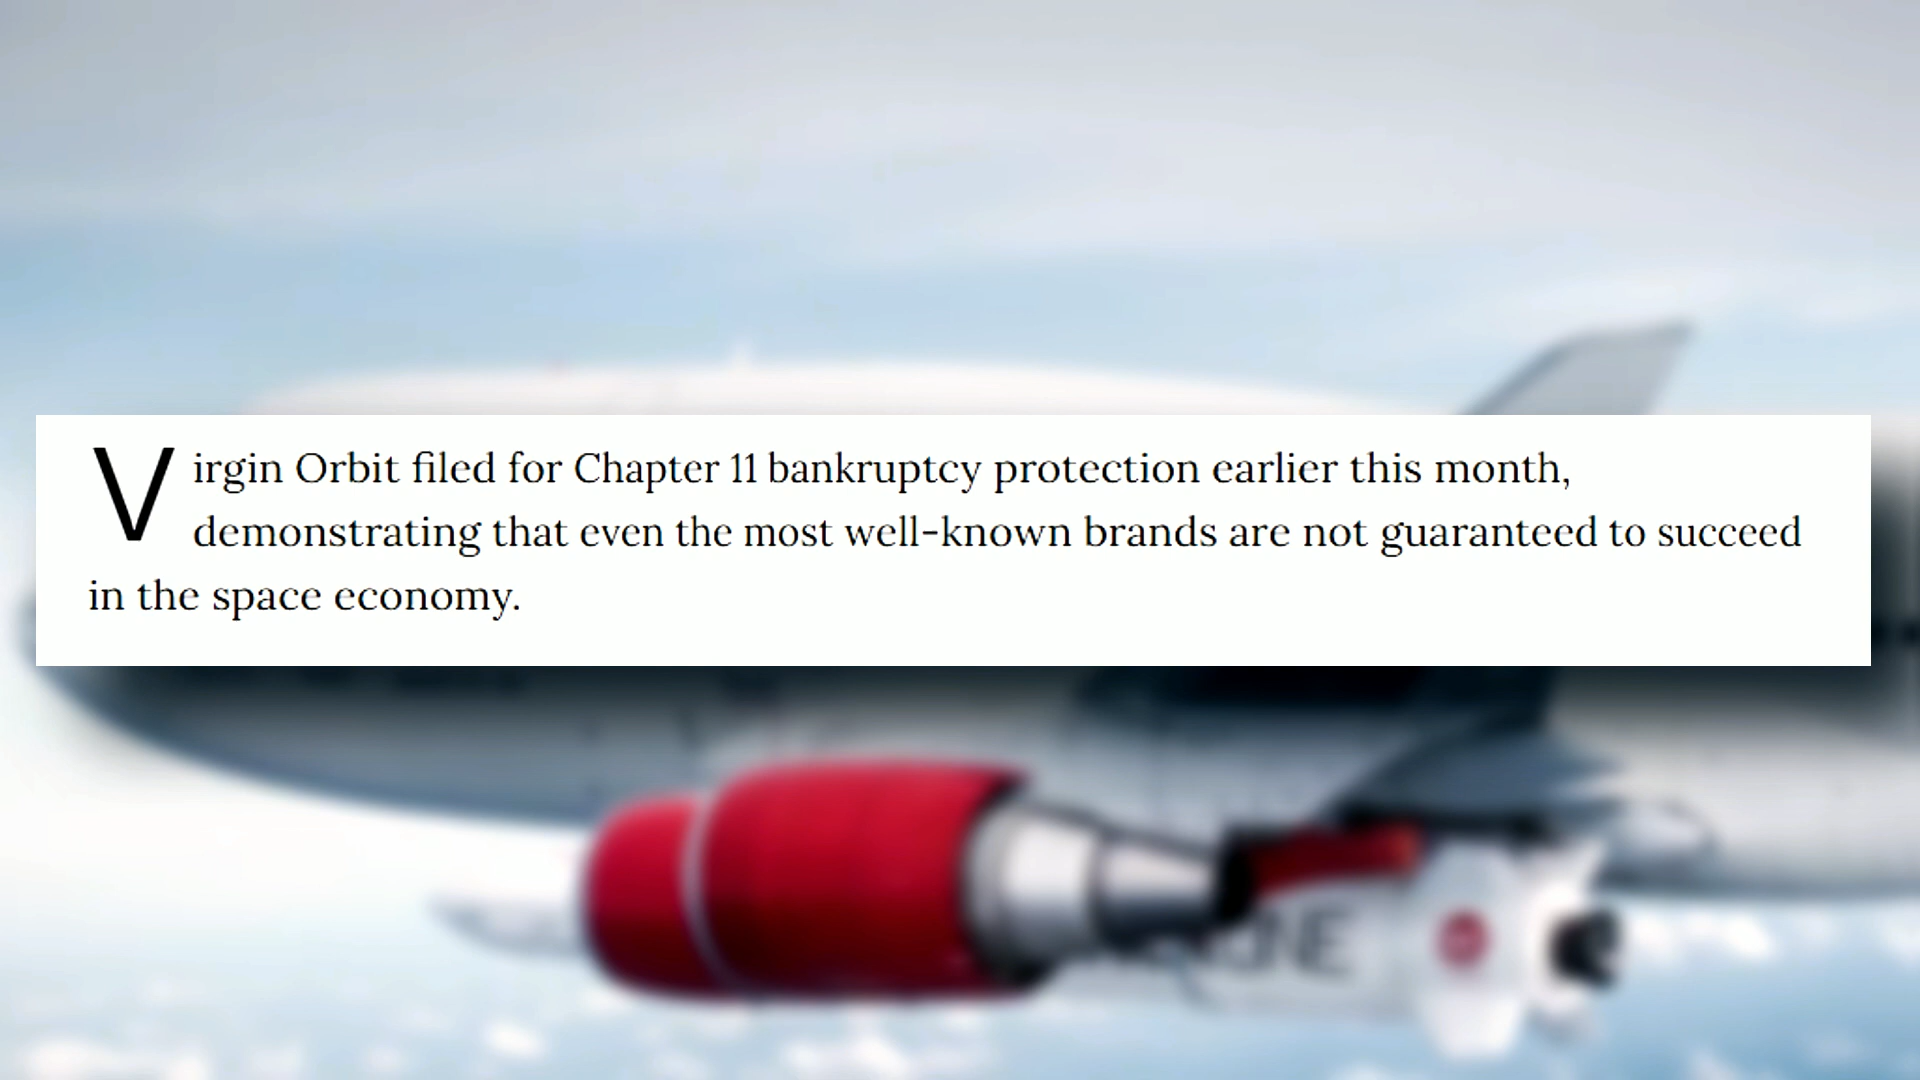 Virgin Orbit filed for Chapter 11 bankruptcy protection earlier this month,
demonstrating that even the most well-known brands are not guaranteed to succeed
in the space economy.